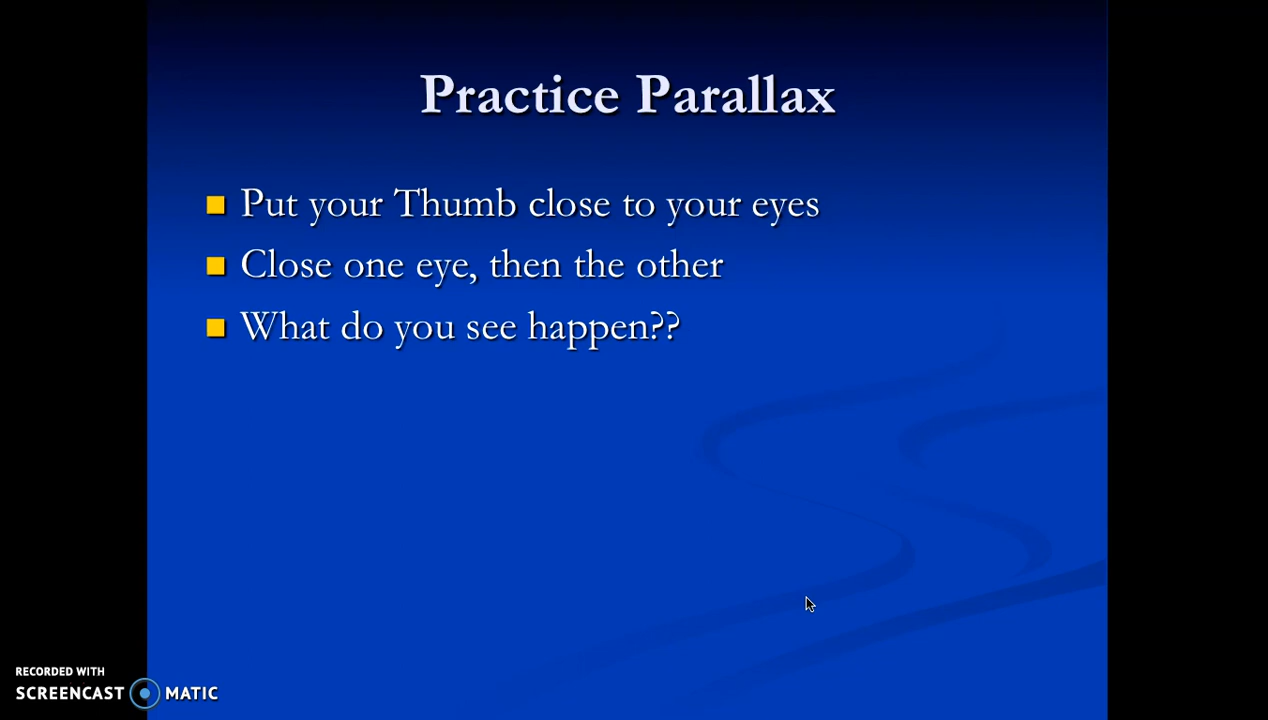 Practice Parallax
Put your Thumb close to your eyes
Close one eye, then the other
What do you see happen??
RECORDED WITH
SCREENCAST MATIC